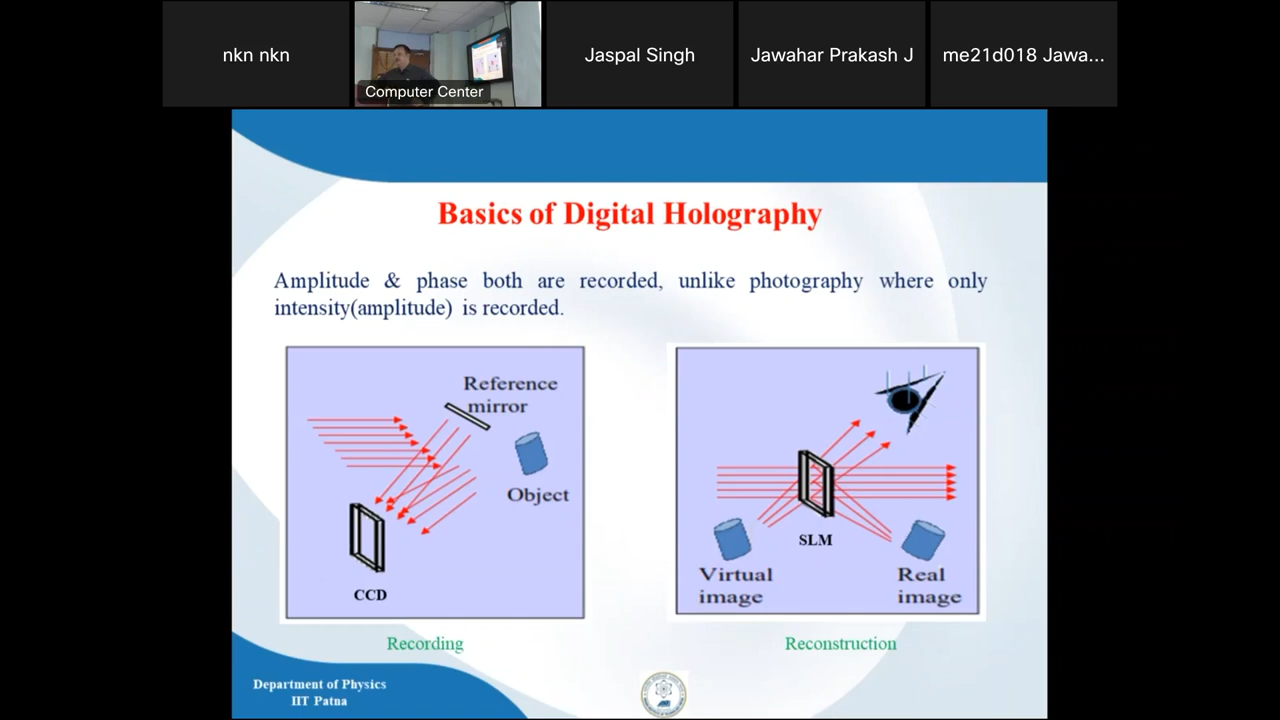 nkn nkn
Computer Center
Jaspal Singh
Jawahar Prakash J
me21d018 Jawa...
Basics of Digital Holography
Amplitude & phase both are recorded, unlike photography where only
intensity(amplitude) is recorded.
Reference
mirror
Object
CCD
Recording
SLM
Virtual
image
Real
image
Reconstruction
Department of Physics
IIT Patna